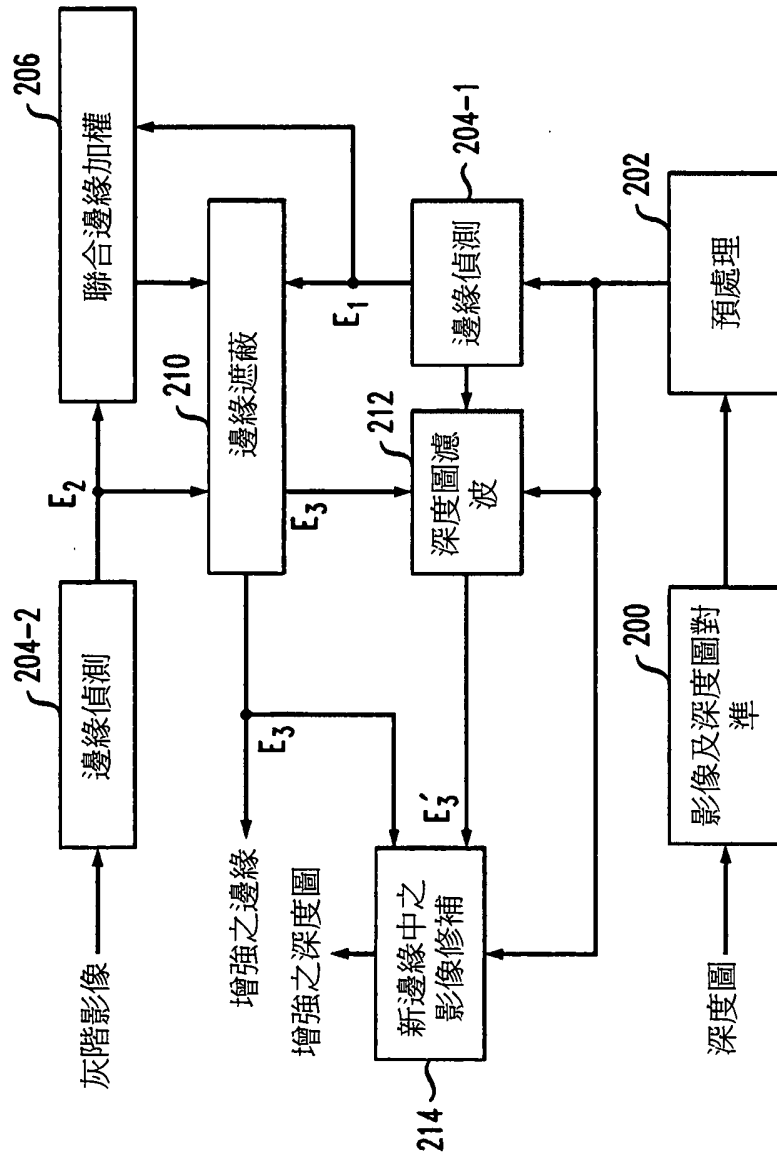 灰階影像
204-2
邊緣偵測
E₂
206
聯合邊緣加權
210
邊緣遮蔽
E₃
增強之邊緣
E₃
E₁
204-1
邊緣偵測
212
深度圖濾
波
E₃′
增強之深度圖
新邊緣中之
影像修補
214
深度圖
200
影像及深度圖對
準
202
預處理